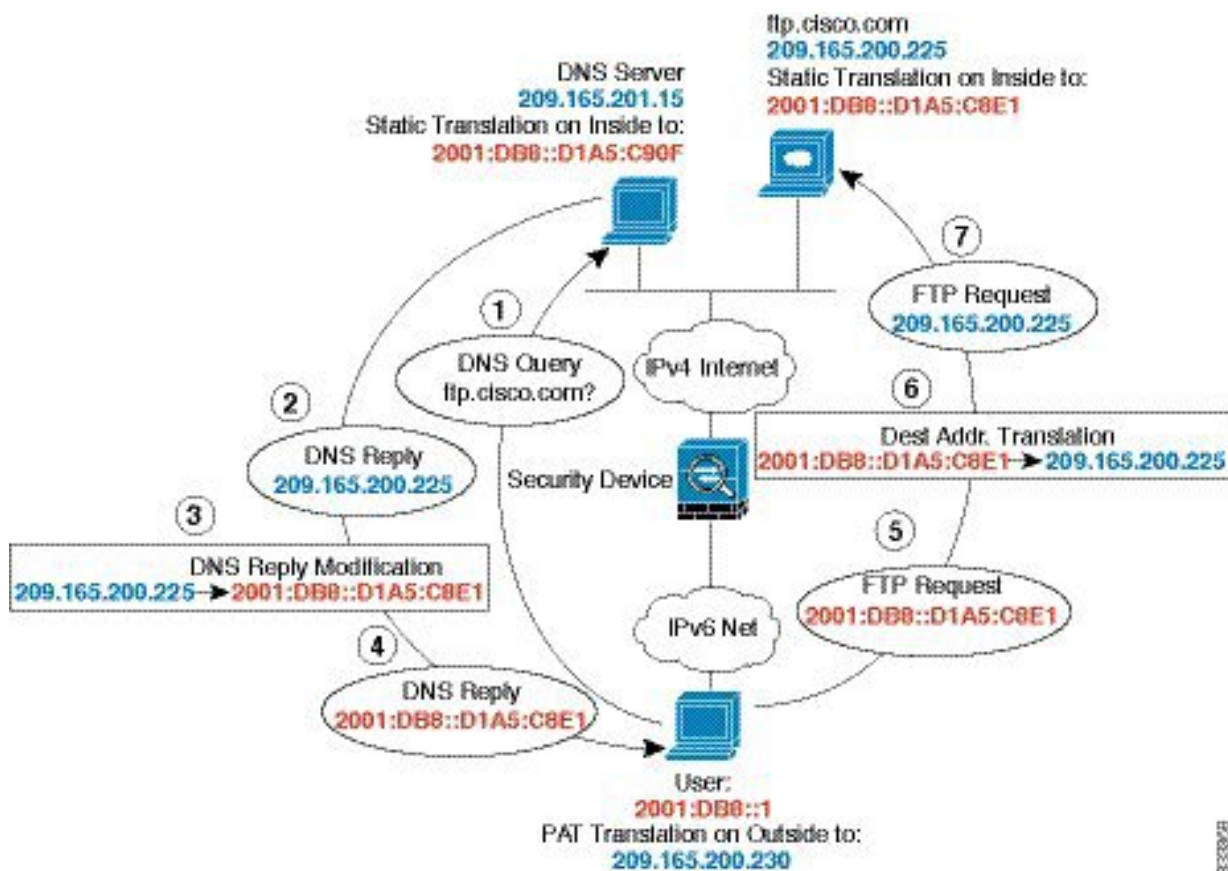 ftp.cisco.com
209.165.200.225
Static Translation on Inside to:
2001:DB8::D1A5:C8E1
DNS Server
209.165.201.15
Static Translation on Inside to:
2001:DB8::D1A5:C90F
7
FTP Request
209.165.200.225
1
DNS Query
ftp.cisco.com?
IPv4 Internet
2
DNS Reply
209.165.200.225
6
Dest Addr. Translation
2001:DB8::D1A5:C8E1 → 209.165.200.225
Security Device
3
DNS Reply Modification
209.165.200.225 → 2001:DB8::D1A5:C8E1
5
FTP Request
2001:DB8::D1A5:C8E1
IPv6 Net
4
DNS Reply
2001:DB8::D1A5:C8E1
User:
2001:DB8::1
PAT Translation on Outside to:
209.165.200.230